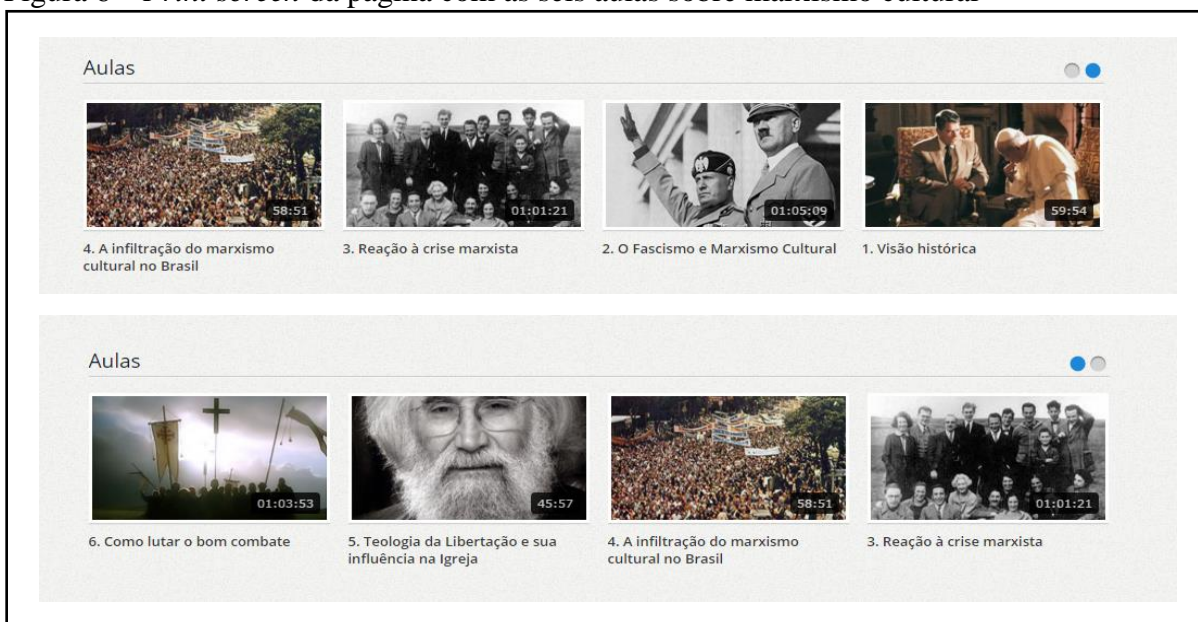 Figura – Print screen da página com as seis aulas sobre marxismo cultural
Aulas
58:51
01:01:21
01:05:09
59:54
4. A infiltração do marxismo
cultural no Brasil
3. Reação à crise marxista
2. O Fascismo e Marxismo Cultural
1. Visão histórica
Aulas
01:03:53
45:57
58:51
01:01:21
6. Como lutar o bom combate
5. Teologia da Libertação e sua
influência na Igreja
4. A infiltração do marxismo
cultural no Brasil
3. Reação à crise marxista